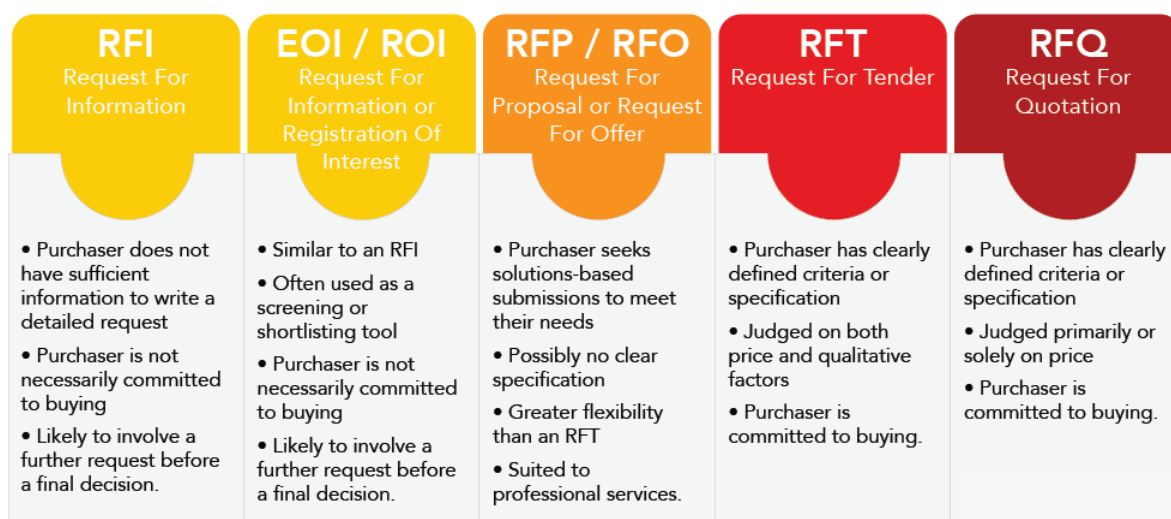 RFI
Request For
Information
• Purchaser does not
have sufficient
information to write a
detailed request
• Purchaser is not
necessarily committed
to buying
• Likely to involve a
further request before
a final decision.
EOI / ROI
Request For
Information or
Registration Of
Interest
• Similar to an RFI
• Often used as a
screening or
shortlisting tool
• Purchaser is not
necessarily committed
to buying
• Likely to involve a
further request before
a final decision.
RFP / RFO
Request For
Proposal or Request
For Offer
• Purchaser seeks
solutions-based
submissions to meet
their needs
• Possibly no clear
specification
• Greater flexibility
than an RFT
• Suited to
professional services.
RFT
Request For Tender
• Purchaser has clearly
defined criteria or
specification
• Judged on both
price and qualitative
factors
• Purchaser is
committed to buying.
RFQ
Request For
Quotation
• Purchaser has clearly
defined criteria or
specification
• Judged primarily or
solely on price
• Purchaser is
committed to buying.